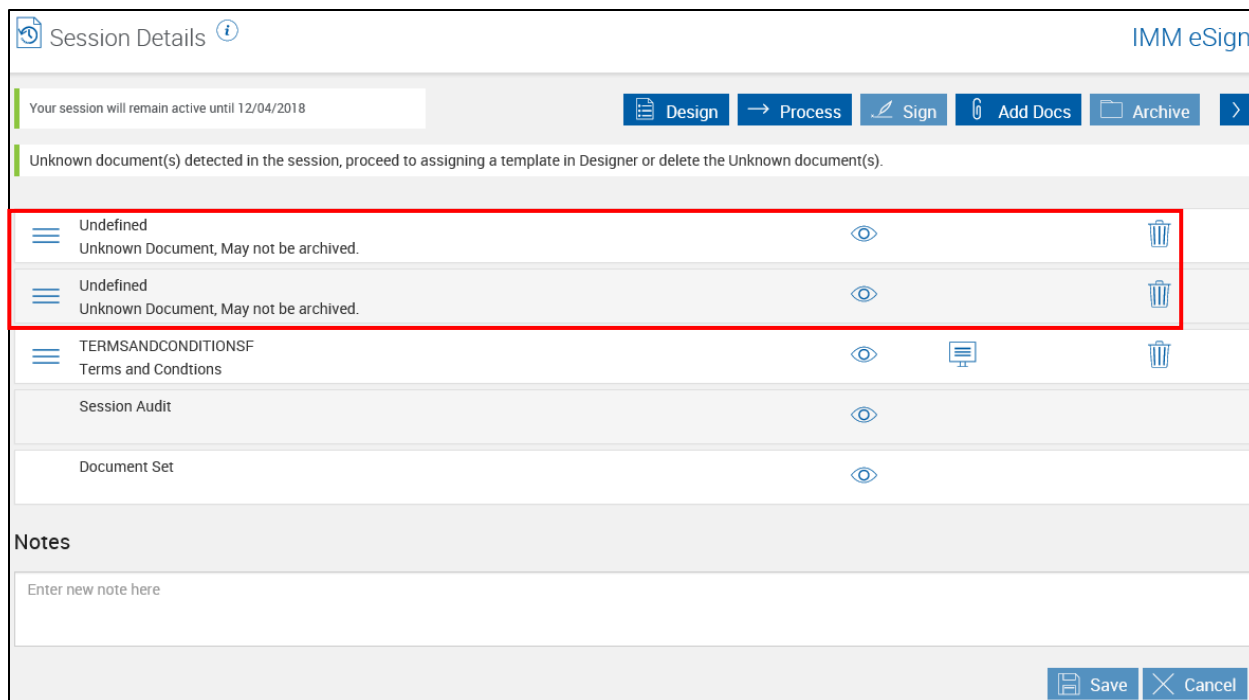 Session Details i
IMM eSign
Your session will remain active until 12/04/2018
Design
Process
Sign
Add Docs
Archive
Unknown document(s) detected in the session, proceed to assigning a template in Designer or delete the Unknown document(s).
Undefined
Unknown Document, May not be archived.
Undefined
Unknown Document, May not be archived.
TERMSANDCONDITIONSF
Terms and Condtions
Session Audit
Document Set
Notes
Enter new note here
Save
Cancel